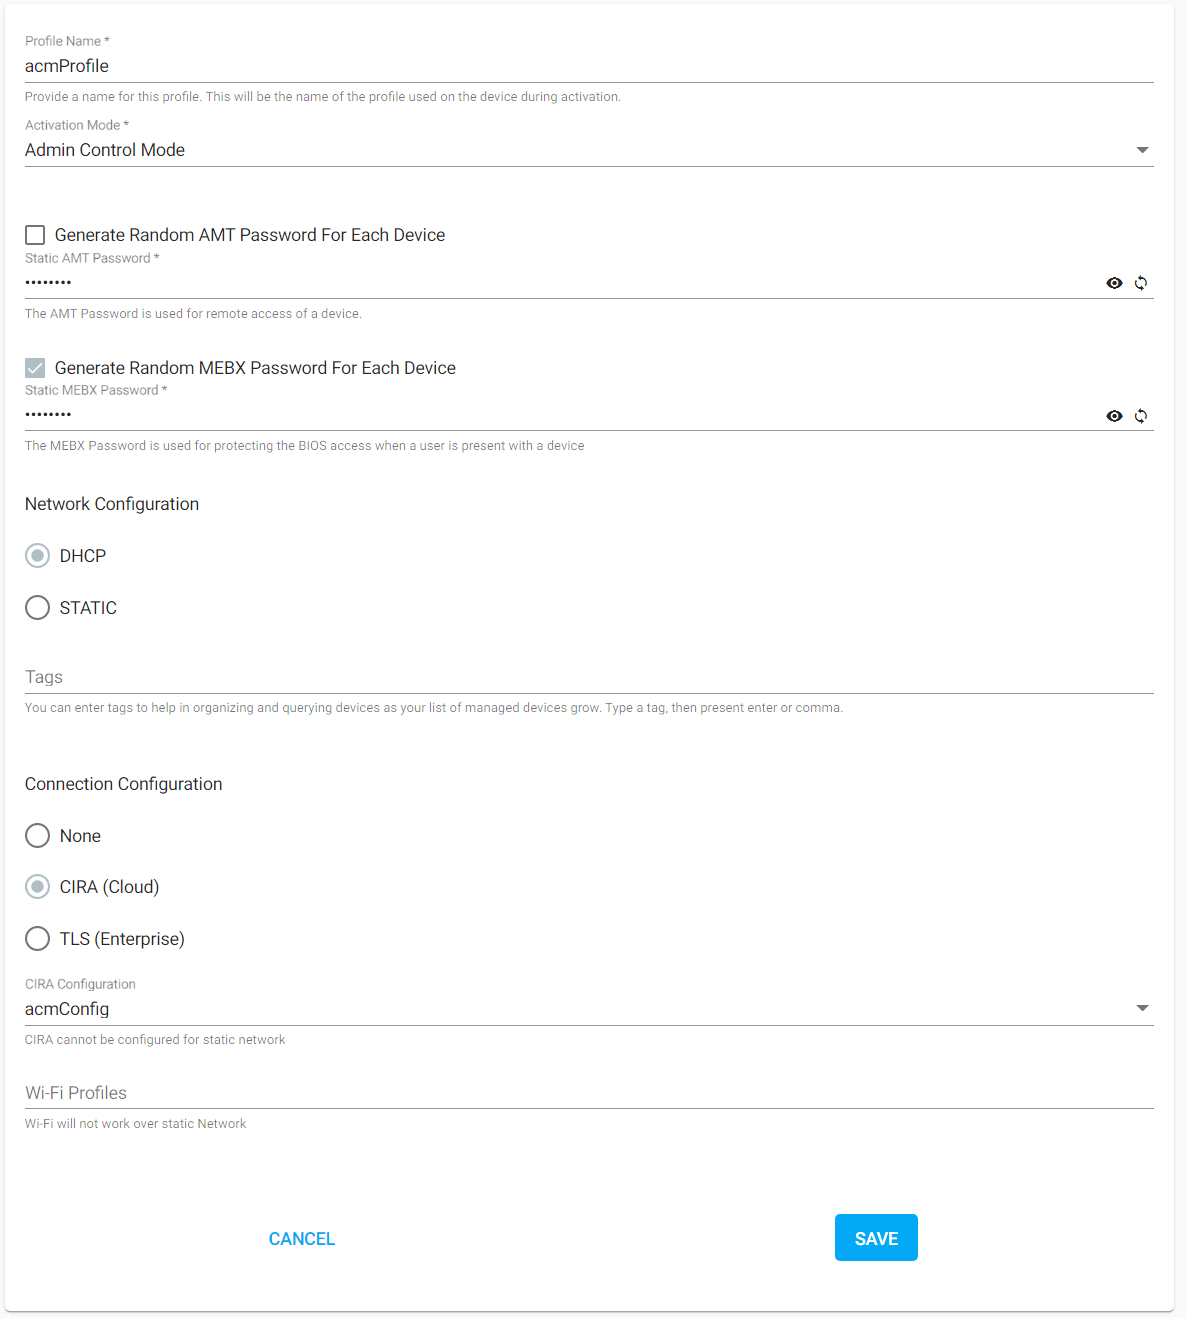 Profile Name *
acmProfile
Provide a name for this profile. This will be the name of the profile used on the device during activation.
Activation Mode *
Admin Control Mode
Generate Random AMT Password For Each Device
Static AMT Password *
••••••••
The AMT Password is used for remote access of a device.
Generate Random MEBX Password For Each Device
Static MEBX Password *
••••••••
The MEBX Password is used for protecting the BIOS access when a user is present with a device
Network Configuration
DHCP
STATIC
Tags
You can enter tags to help in organizing and querying devices as your list of managed devices grow. Type a tag, then present enter or comma.
Connection Configuration
None
CIRA (Cloud)
TLS (Enterprise)
CIRA Configuration
acmConfig
CIRA cannot be configured for static network
Wi-Fi Profiles
Wi-Fi will not work over static Network
CANCEL
SAVE